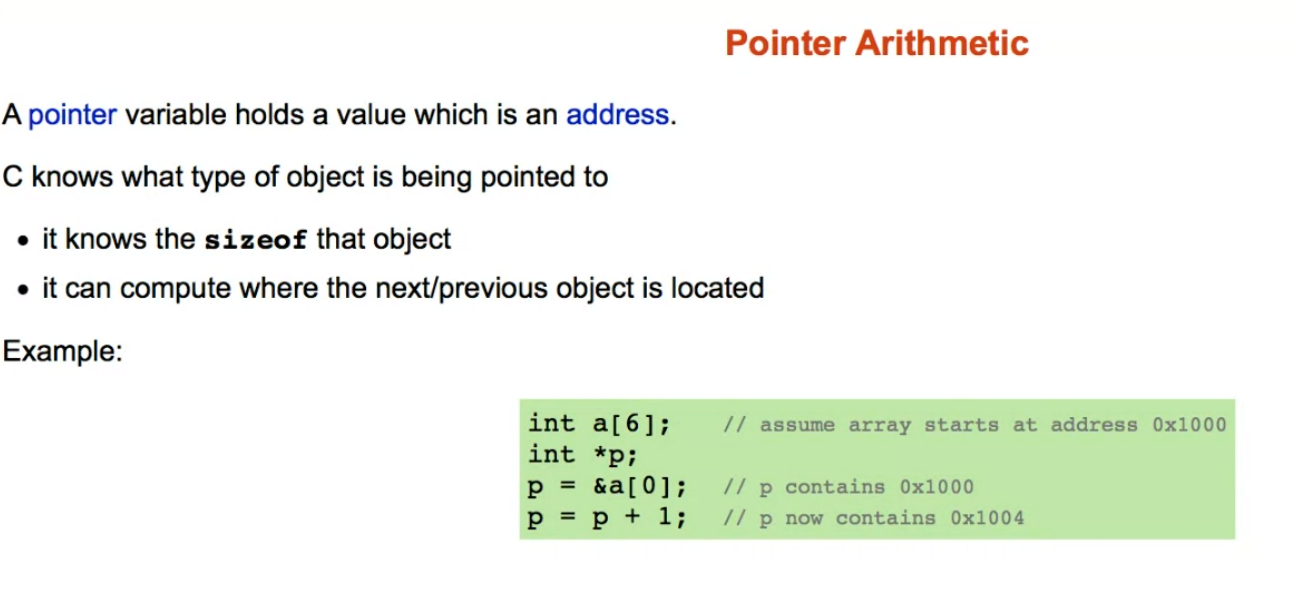 Pointer Arithmetic
A pointer variable holds a value which is an address.
C knows what type of object is being pointed to
• it knows the sizeof that object
• it can compute where the next/previous object is located
Example:
int a[6];   // assume array starts at address 0x1000
int *p;
p = &a[0];  // p contains 0x1000
p = p + 1;  // p now contains 0x1004